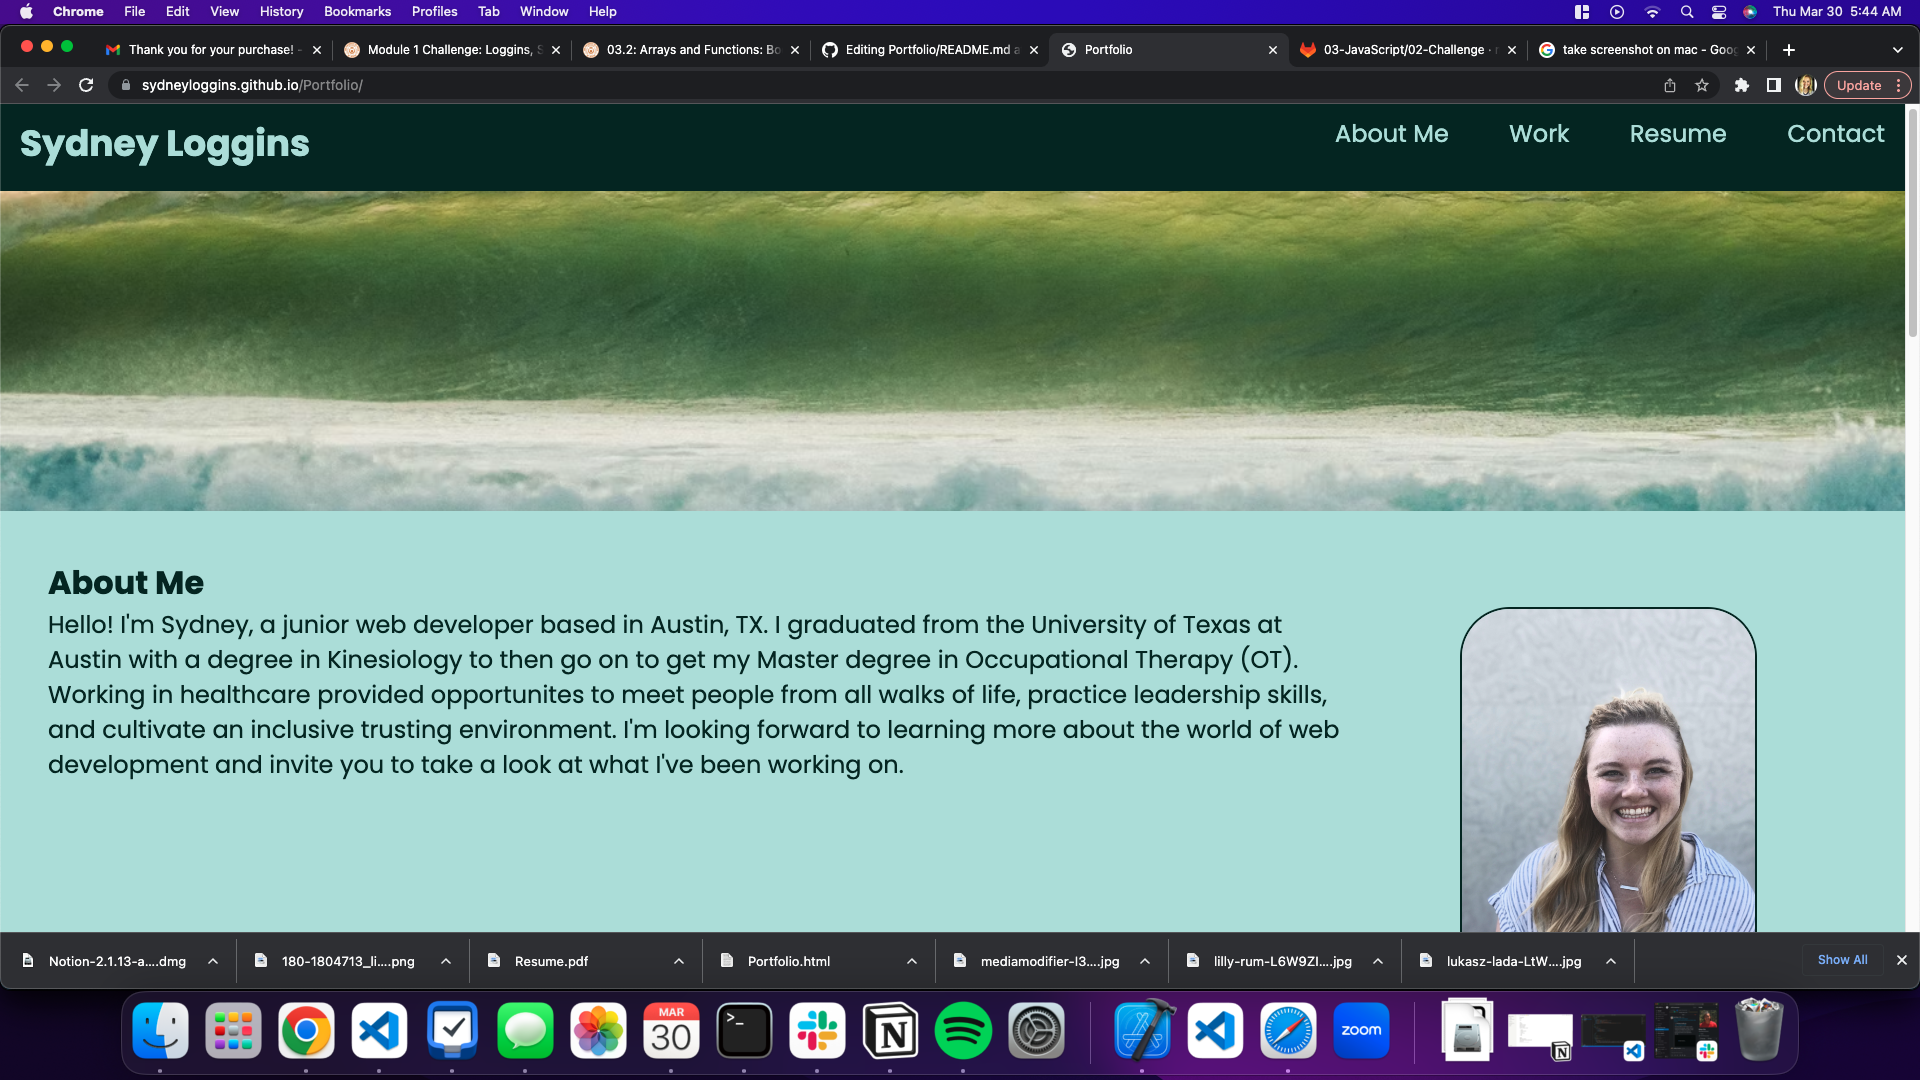 Chrome File Edit View History Bookmarks Profiles Tab Window Help Thu Mar 30 5:44 AM
Thank you for your purchase! - Module 1 Challenge: Loggins, S 03.2: Arrays and Functions: Bo Editing Portfolio/README.md a Portfolio 03-JavaScript/02-Challenge · take screenshot on mac - Goog
sydneyloggins.github.io/Portfolio/ Update
Sydney Loggins About Me Work Resume Contact
About Me
Hello! I'm Sydney, a junior web developer based in Austin, TX. I graduated from the University of Texas at
Austin with a degree in Kinesiology to then go on to get my Master degree in Occupational Therapy (OT).
Working in healthcare provided opportunites to meet people from all walks of life, practice leadership skills,
and cultivate an inclusive trusting environment. I'm looking forward to learning more about the world of web
development and invite you to take a look at what I've been working on.
Notion-2.1.13-a....dmg 180-1804713_li....png Resume.pdf Portfolio.html mediamodifier-I3....jpg lilly-rum-L6W9ZI....jpg lukasz-lada-LtW....jpg Show All
MAR
30
zoom